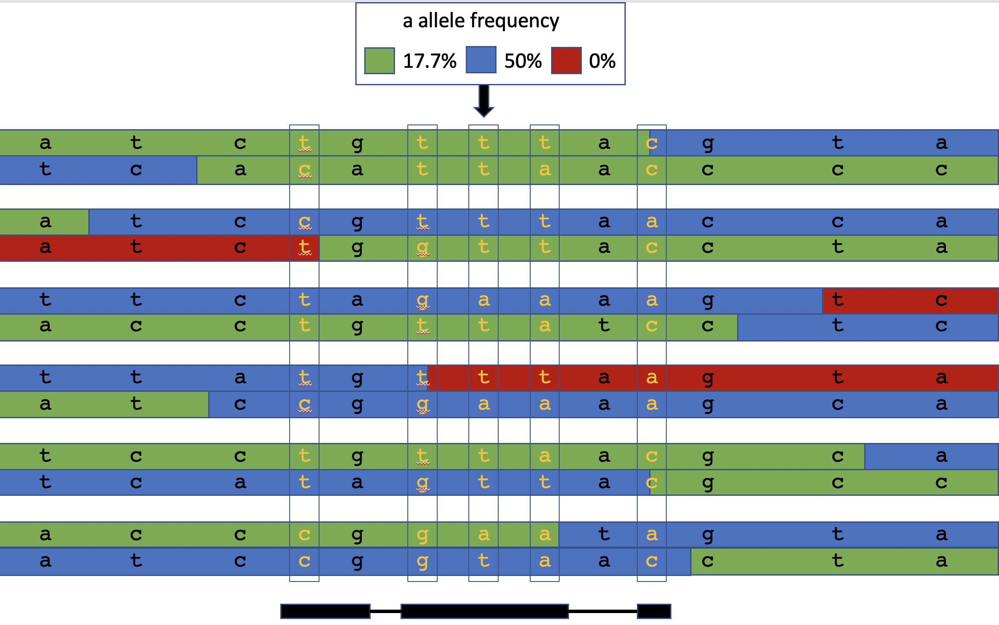 a allele frequency
17.7% 50% 0%
a t c t g t t t a c g t a
t c a c a t t a a c c c c
a t c c g t t t a a c c a
a t c t g g t t a c c t a
t t c t a g a a a a g t c
a c c t g t t a t c c t c
t t a t g t t t a a g t a
a t c c g g a a a a g c a
t c c t g t t a a c g c a
t c a t a g t t a c g c c
a c c c g g a a t a g t a
a t c c g g t a a c c t a